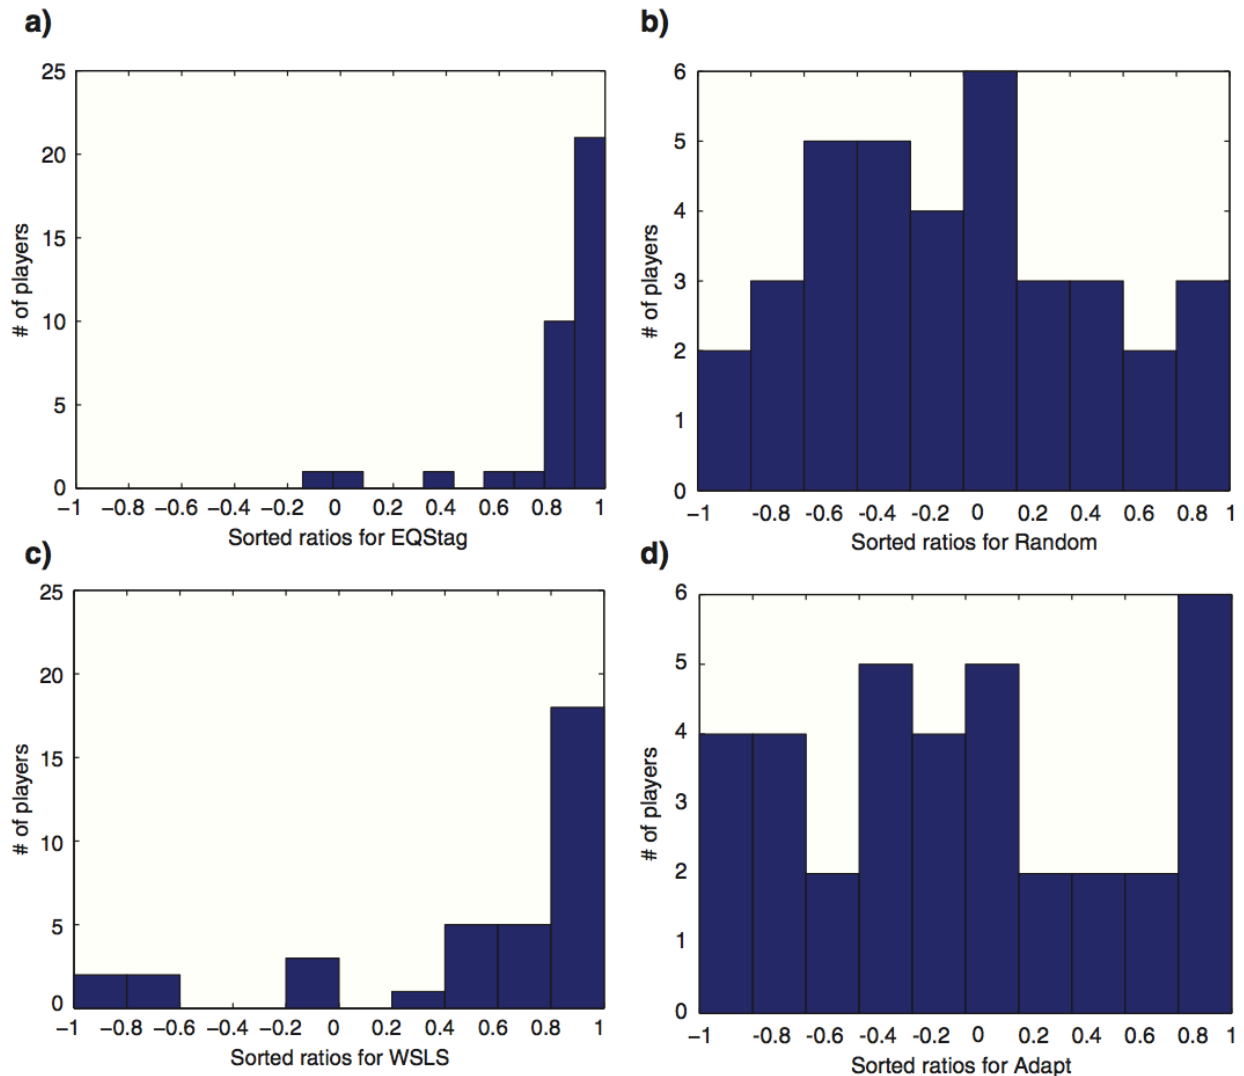 a)
25
20
15
10
5
0
# of players
−1 −0.8 −0.6 −0.4 −0.2 0 0.2 0.4 0.6 0.8 1
Sorted ratios for EQStag
b)
6
5
4
3
2
1
0
# of players
−1 -0.8 -0.6 -0.4 -0.2 0 0.2 0.4 0.6 0.8 1
Sorted ratios for Random
c)
25
20
15
10
5
0
# of players
−1 −0.8 −0.6 −0.4 −0.2 0 0.2 0.4 0.6 0.8 1
Sorted ratios for WSLS
d)
6
5
4
3
2
1
0
# of players
−1 -0.8 -0.6 -0.4 -0.2 0 0.2 0.4 0.6 0.8 1
Sorted ratios for Adapt